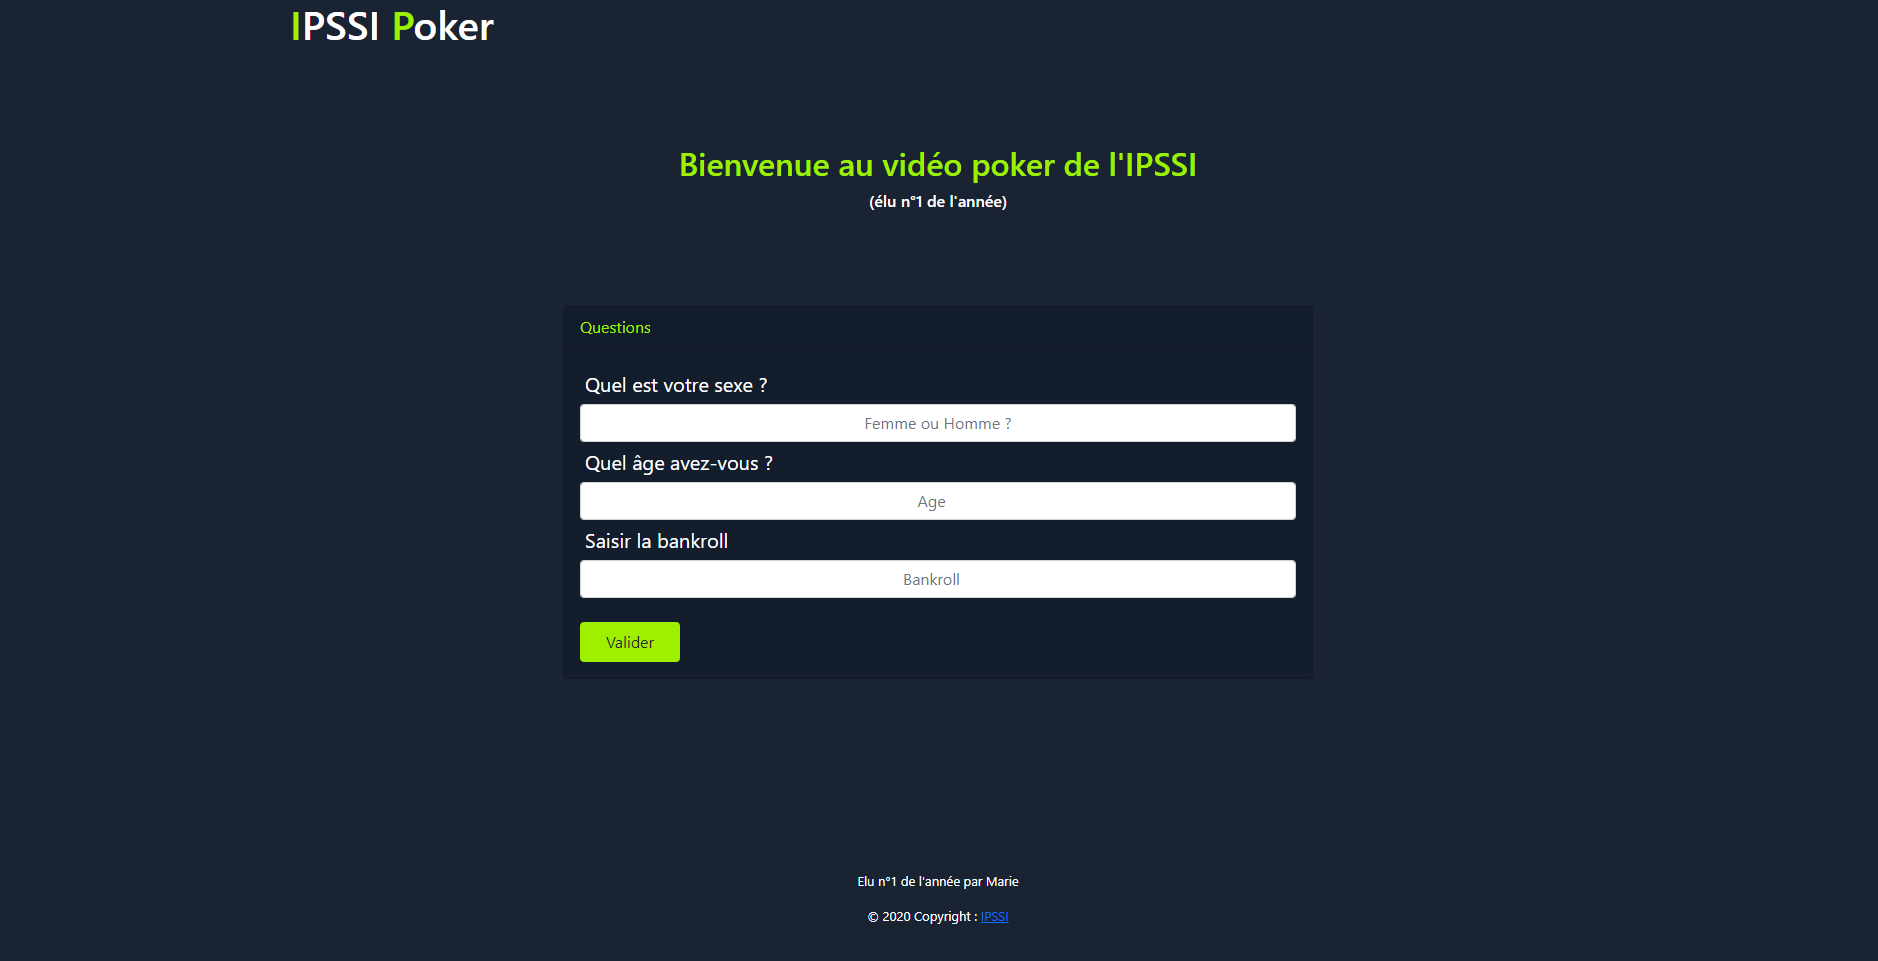 IPSSI Poker
Bienvenue au vidéo poker de l'IPSSI
(élu n°1 de l'année)
Questions
Quel est votre sexe ?
Femme ou Homme ?
Quel âge avez-vous ?
Age
Saisir la bankroll
Bankroll
Valider
Elu n°1 de l'année par Marie
© 2020 Copyright : IPSSI